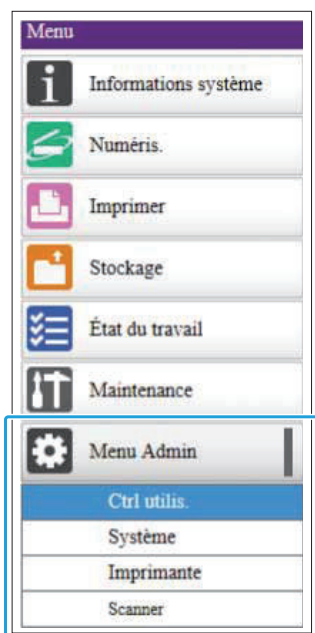 Menu
Informations système
Numéris.
Imprimer
Stockage
État du travail
Maintenance
Menu Admin
Ctrl utilis.
Système
Imprimante
Scanner